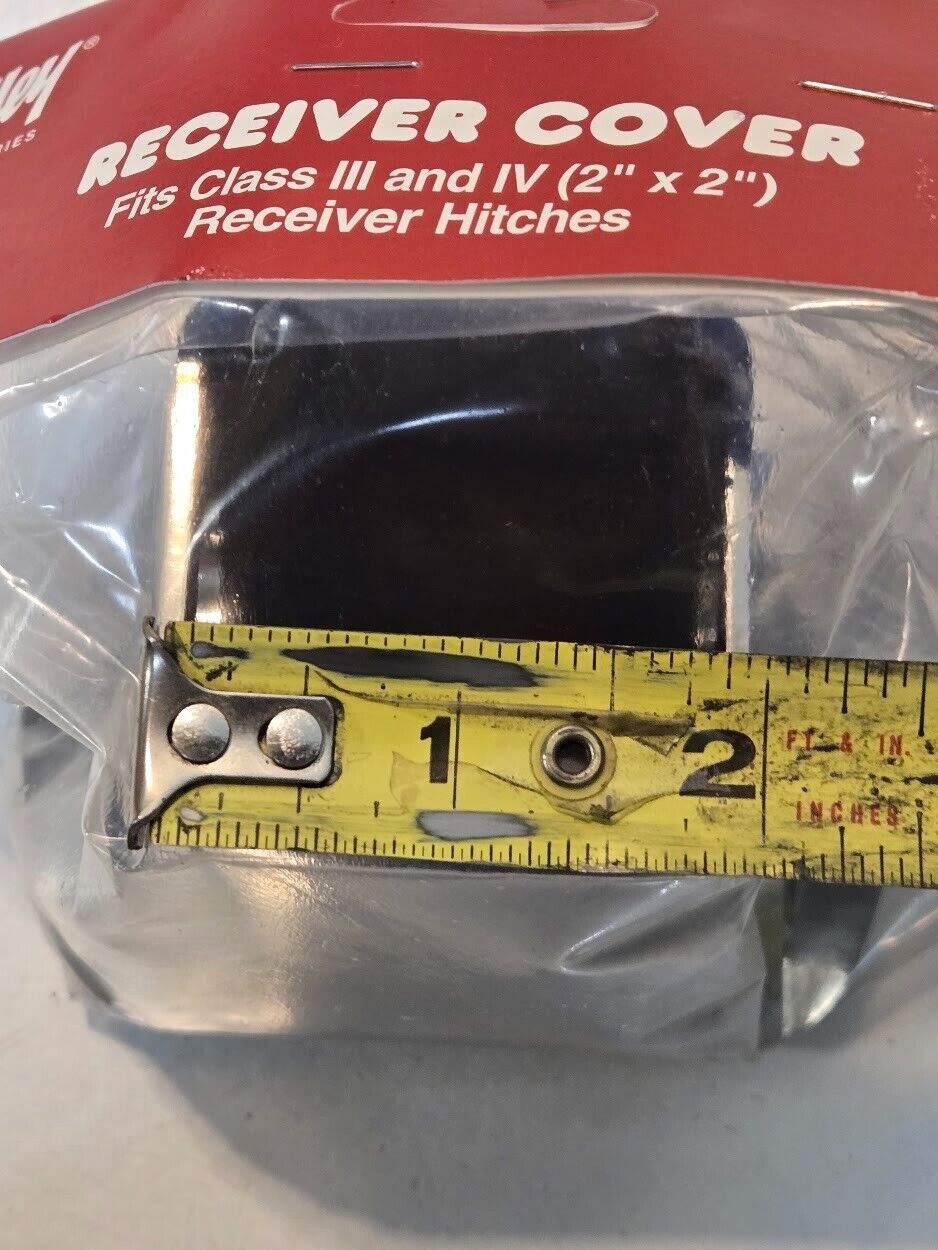 RECEIVER COVER
Fits Class III and IV (2" x 2")
Receiver Hitches
1 2 FT. & IN.
INCHES